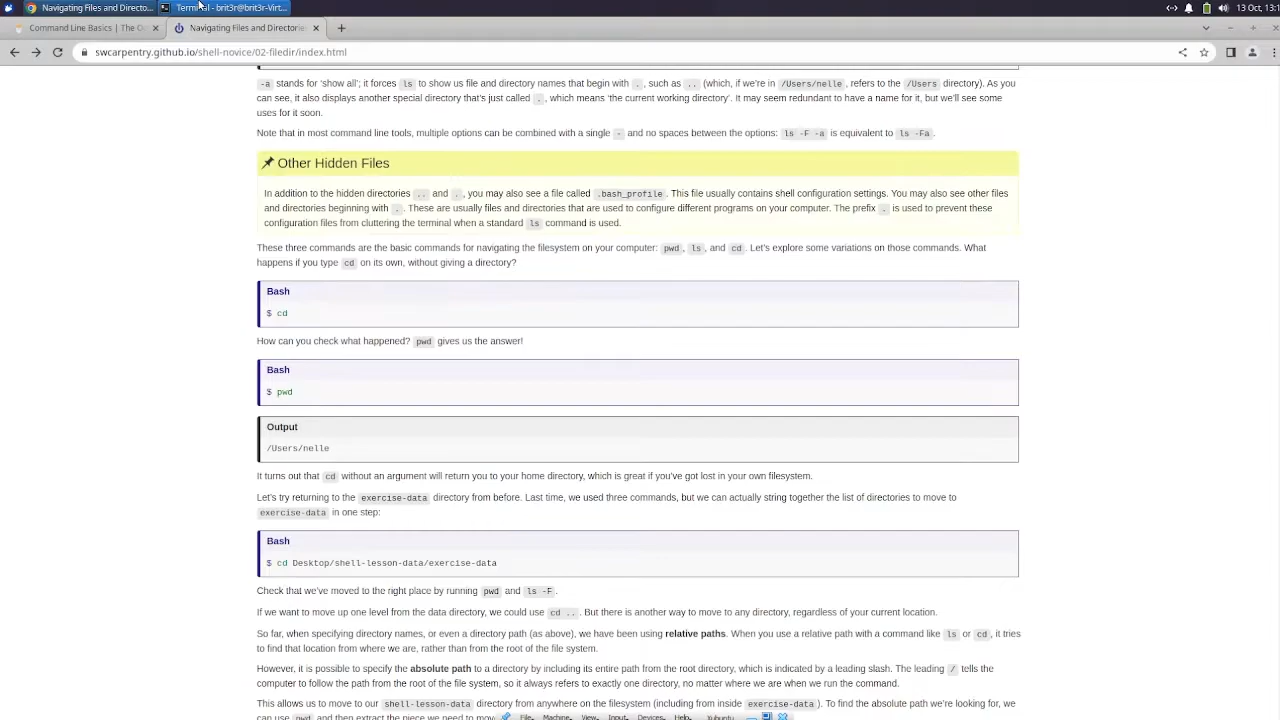 Navigating Files and Directo...
Terminal - brit3r@brit3r-virt...
13 Oct, 13:1
Command Line Basics | The O
Navigating Files and Directorie
swcarpentry.github.io/shell-novice/02-filedir/index.html
-a stands for ‘show all’; it forces ls to show us file and directory names that begin with ., such as .. (which, if we’re in /Users/nelle, refers to the /Users directory). As you
can see, it also displays another special directory that’s just called ., which means ‘the current working directory’. It may seem redundant to have a name for it, but we’ll see some
uses for it soon.
Note that in most command line tools, multiple options can be combined with a single - and no spaces between the options: ls -F -a is equivalent to ls -Fa.
Other Hidden Files
In addition to the hidden directories .. and ., you may also see a file called .bash_profile. This file usually contains shell configuration settings. You may also see other files
and directories beginning with .. These are usually files and directories that are used to configure different programs on your computer. The prefix . is used to prevent these
configuration files from cluttering the terminal when a standard ls command is used.
These three commands are the basic commands for navigating the filesystem on your computer: pwd, ls, and cd. Let’s explore some variations on those commands. What
happens if you type cd on its own, without giving a directory?
Bash
$ cd
How can you check what happened? pwd gives us the answer!
Bash
$ pwd
Output
/Users/nelle
It turns out that cd without an argument will return you to your home directory, which is great if you’ve got lost in your own filesystem.
Let’s try returning to the exercise-data directory from before. Last time, we used three commands, but we can actually string together the list of directories to move to
exercise-data in one step:
Bash
$ cd Desktop/shell-lesson-data/exercise-data
Check that we’ve moved to the right place by running pwd and ls -F.
If we want to move up one level from the data directory, we could use cd ... But there is another way to move to any directory, regardless of your current location.
So far, when specifying directory names, or even a directory path (as above), we have been using relative paths. When you use a relative path with a command like ls or cd, it tries
to find that location from where we are, rather than from the root of the file system.
However, it is possible to specify the absolute path to a directory by including its entire path from the root directory, which is indicated by a leading slash. The leading / tells the
computer to follow the path from the root of the file system, so it always refers to exactly one directory, no matter where we are when we run the command.
This allows us to move to our shell-lesson-data directory from anywhere on the filesystem (including from inside exercise-data). To find the absolute path we’re looking for, we
can use pwd and then extract the piece we need to mov
File Machine View Input Devices Help Xubuntu